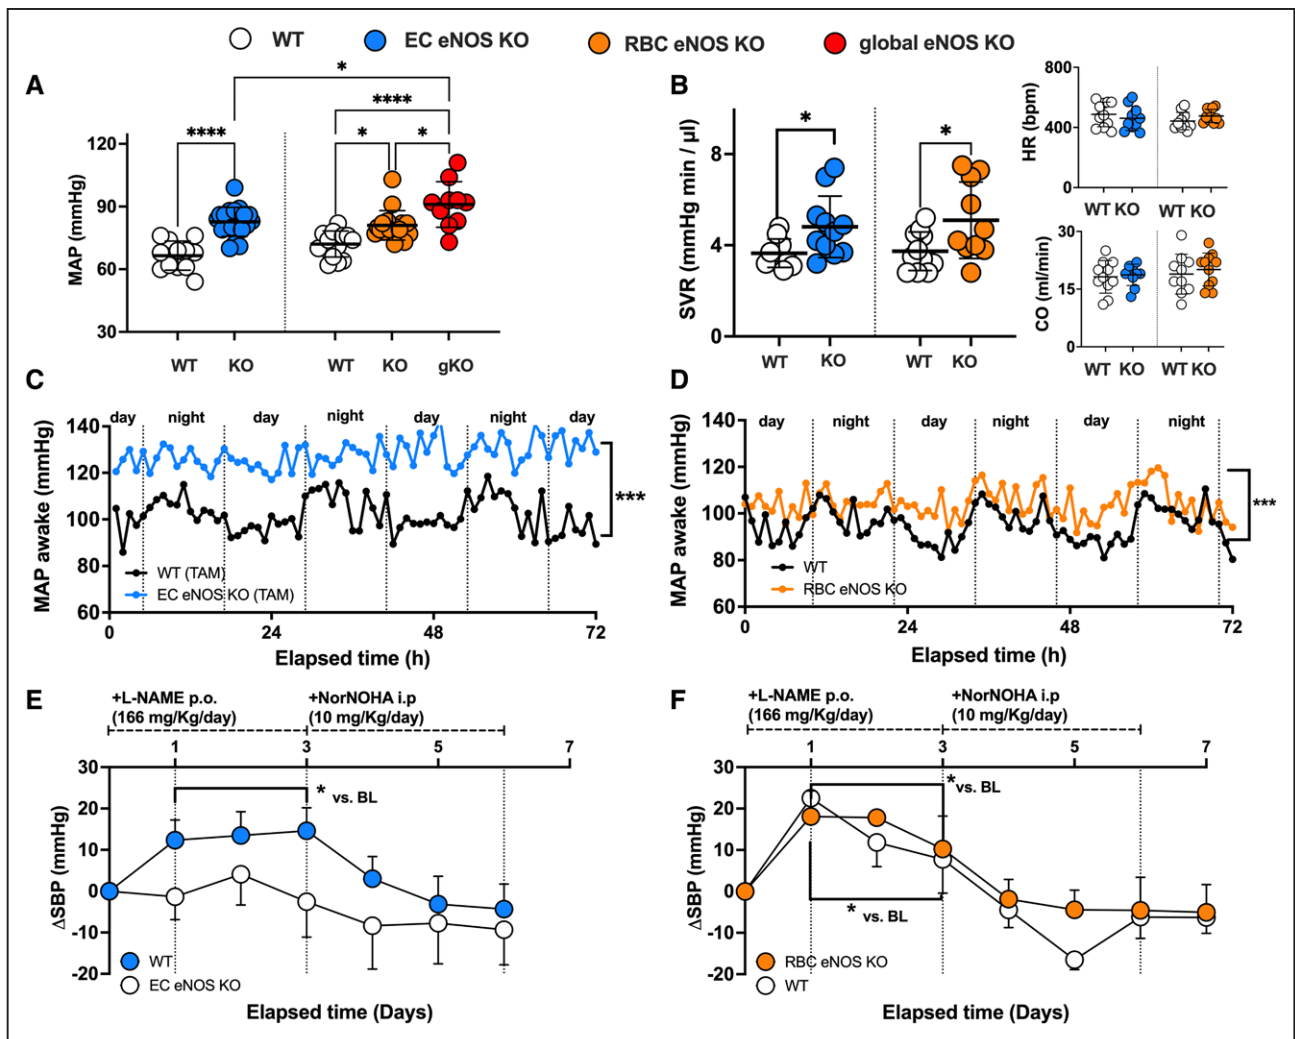 WT EC eNOS KO RBC eNOS KO global eNOS KO
A
*
****
****
*
*
MAP (mmHg)
120
90
60
30
WT KO WT KO gKO
B
*
*
SVR (mmHg min / µl)
8
4
0
WT KO WT KO
HR (bpm)
800
400
0
WT KO WT KO
CO (ml/min)
30
15
0
WT KO WT KO
C
day night day night day night day
MAP awake (mmHg)
140
120
100
80
60
***
WT (TAM)
EC eNOS KO (TAM)
0 24 48 72
Elapsed time (h)
D
day night day night day night
MAP awake (mmHg)
140
120
100
80
60
***
WT
RBC eNOS KO
0 24 48 72
Elapsed time (h)
E
+L-NAME p.o. +NorNOHA i.p
(166 mg/Kg/day) (10 mg/Kg/day)
1 3 5 7
ΔSBP (mmHg)
30
20
10
0
-10
-20
* vs. BL
WT
EC eNOS KO
Elapsed time (Days)
F
+L-NAME p.o. +NorNOHA i.p
(166 mg/Kg/day) (10 mg/Kg/day)
1 3 5 7
ΔSBP (mmHg)
30
20
10
0
-10
-20
* vs. BL
* vs. BL
RBC eNOS KO
WT
Elapsed time (Days)